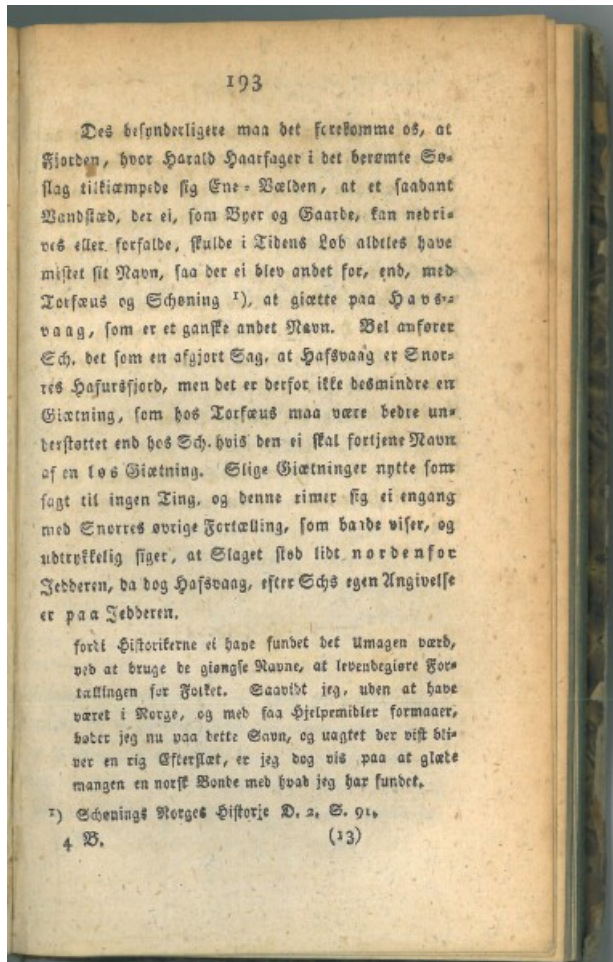 193
Des besynderligere maa det forekomme os, at
Fjorden, hvor Harald Haarfager i det berømte Sø-
slag tilkiæmpede sig Ene-Vælden, at et saadant
Vandstæd, der ei, som Byer og Gaarde, kan nedri-
ves eller forfalde, skulde i Tidens Løb aldeles have
mistet sit Navn, saa der ei blev andet for, end, med
Torfæus og Schøning ¹), at giætte paa Havs-
vaag, som er et ganske andet Navn. Vel anfører
Sch. det som en afgjort Sag, at Hafsvaag er Snor-
res Hafursfjord, men det er derfor ikke desmindre en
Giætning, som hos Torfæus maa være bedre un-
derstøttet end hos Sch. hvis den ei skal fortjene Navn
af en løs Giætning. Slige Giætninger nytte som
sagt til ingen Ting, og denne rimer sig ei engang
med Snorres øvrige Fortælling, som baade viser, og
udtrykkelig siger, at Slaget stod lidt nordenfor
Jedderen, da dog Hafsvaag, efter Schs egen Angivelse
er paa Jedderen.
fordi Historikerne ei have fundet det Umagen værd,
ved at bruge de giængse Navne, at levendegiøre For-
tællingen for Folket. Saavidt jeg, uden at have
været i Norge, og med faa Hjelpemidler formaaer,
bøder jeg nu paa dette Savn, og uagtet der vist bli-
ver en rig Efterslæt, er jeg dog vis paa at glæde
mangen en norsk Bonde med hvad jeg har fundet.
¹) Schønings Norges Historje D. 2. S. 91.
4 B. (13)